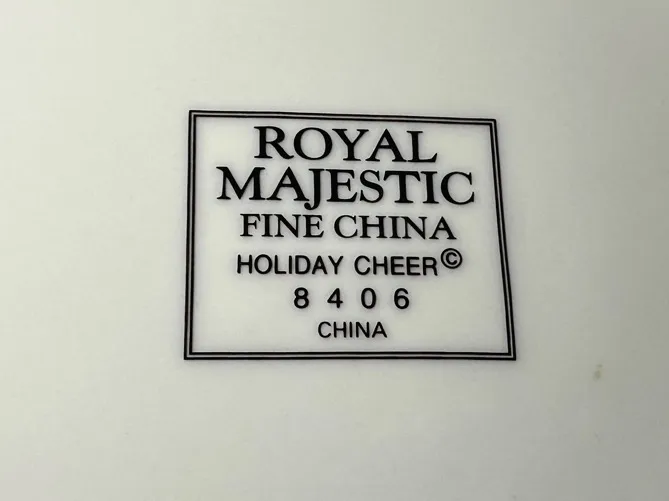 ROYAL
MAJESTIC
FINE CHINA
HOLIDAY CHEER©
8406
CHINA